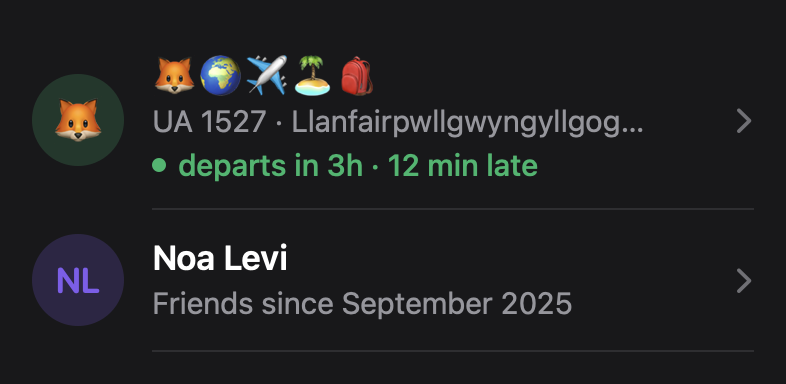 🦊🌍✈️🏝️🎒
UA 1527 · Llanfairpwllgwyngyllgog...
departs in 3h · 12 min late
NL
Noa Levi
Friends since September 2025